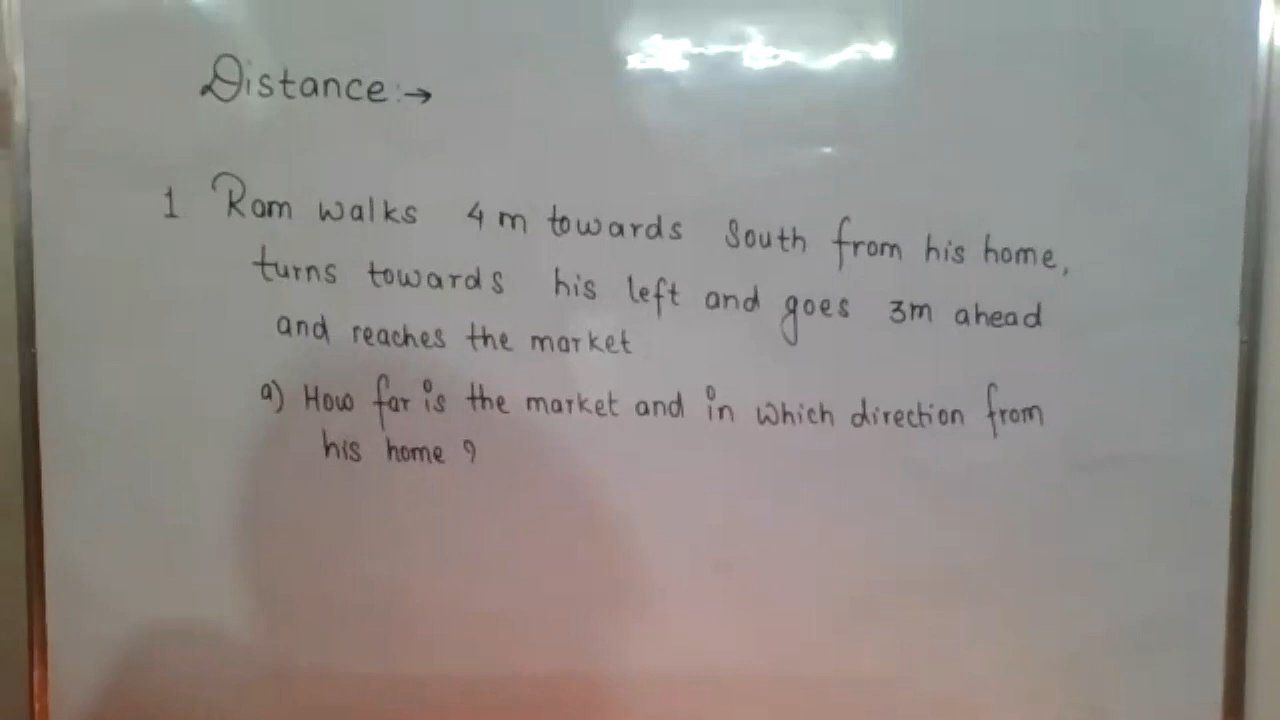 Distance:→
1 Ram walks 4 m towards South from his home,
turns towards his left and goes 3m ahead
and reaches the market
a) How far is the market and in which direction from
his home ?